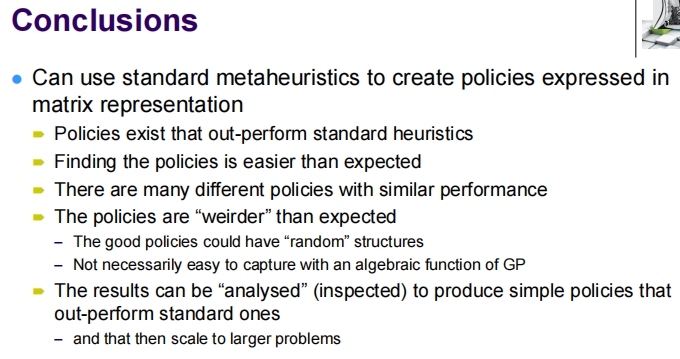 Conclusions
Can use standard metaheuristics to create policies expressed in
matrix representation
Policies exist that out-perform standard heuristics
Finding the policies is easier than expected
There are many different policies with similar performance
The policies are “weirder” than expected
– The good policies could have “random” structures
– Not necessarily easy to capture with an algebraic function of GP
The results can be “analysed” (inspected) to produce simple policies that
out-perform standard ones
– and that then scale to larger problems